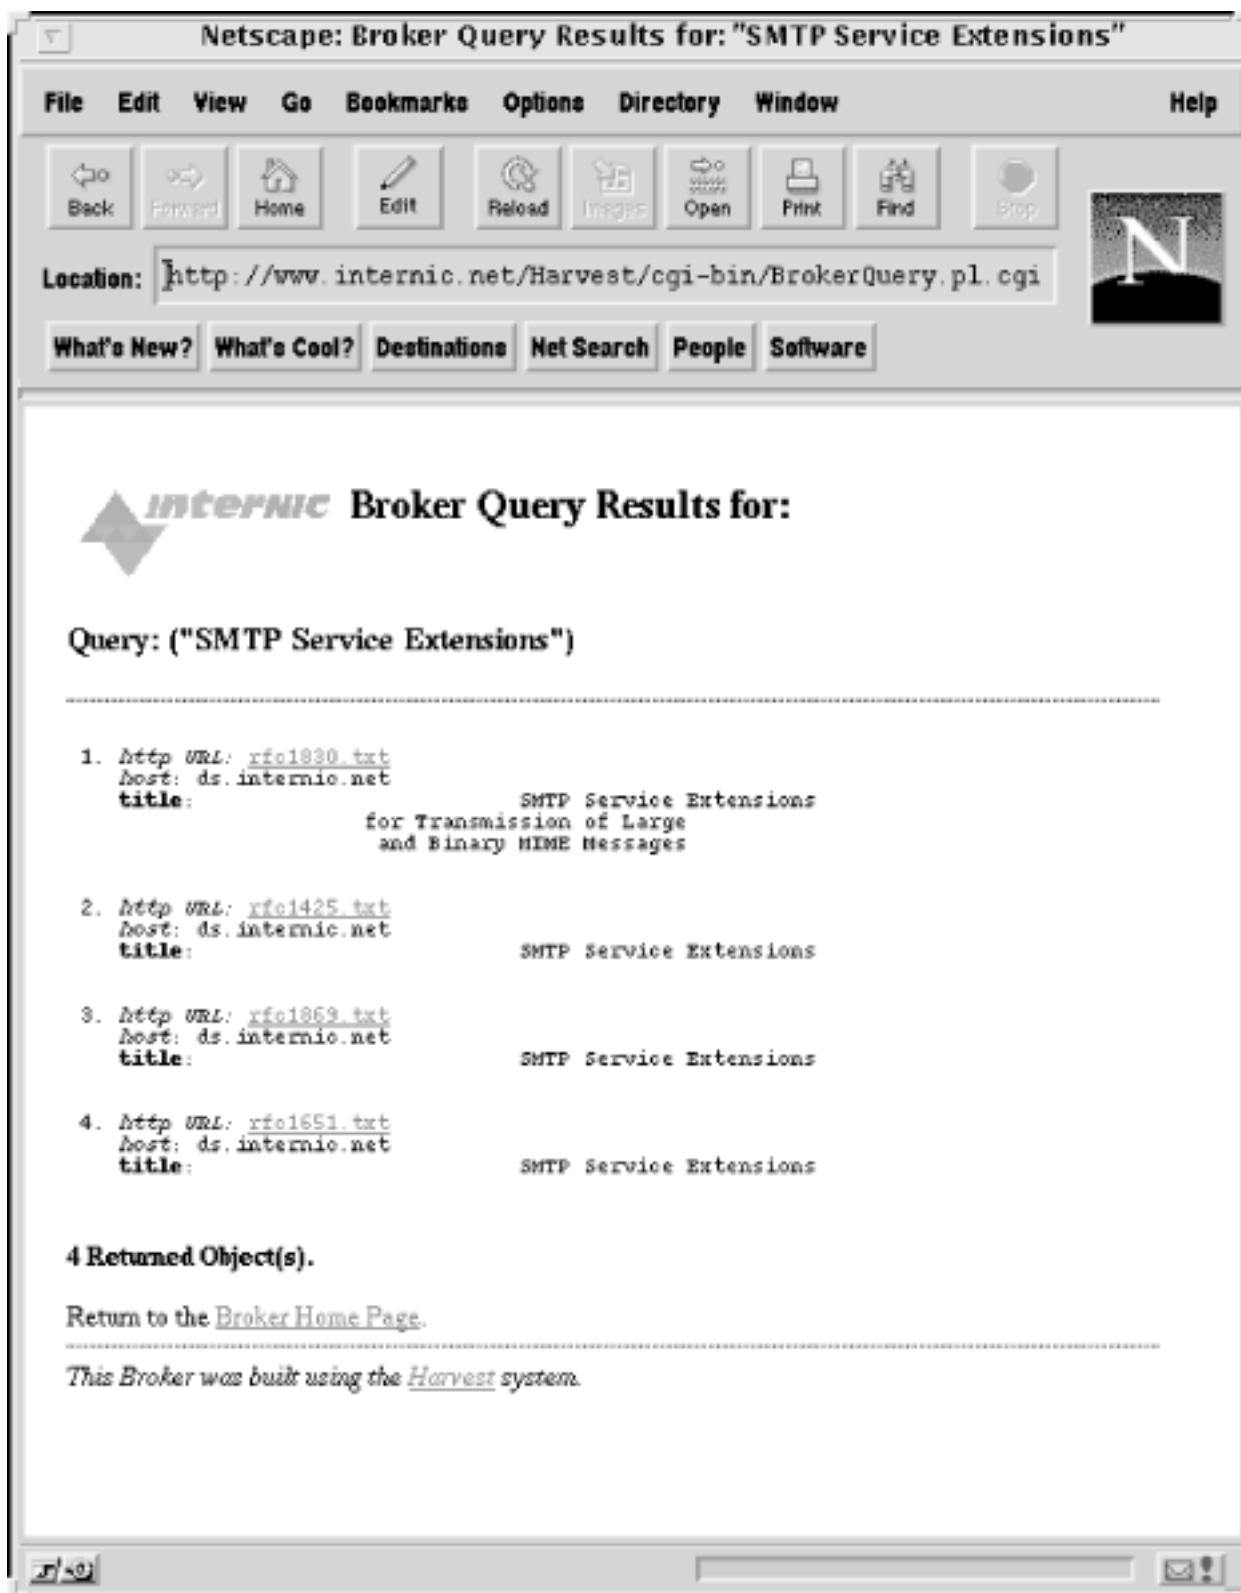 Netscape: Broker Query Results for: "SMTP Service Extensions"
File Edit View Go Bookmarks Options Directory Window Help
Back Forward Home Edit Reload Images Open Print Find Stop
Location: http://www.internic.net/Harvest/cgi-bin/BrokerQuery.pl.cgi
N
What's New? What's Cool? Destinations Net Search People Software
InterNIC Broker Query Results for:
Query: ("SMTP Service Extensions")
1. http URL: rfc1830.txt
host: ds.internic.net
title: SMTP Service Extensions
for Transmission of Large
and Binary MIME Messages
2. http URL: rfc1425.txt
host: ds.internic.net
title: SMTP Service Extensions
3. http URL: rfc1869.txt
host: ds.internic.net
title: SMTP Service Extensions
4. http URL: rfc1651.txt
host: ds.internic.net
title: SMTP Service Extensions
4 Returned Object(s).
Return to the Broker Home Page.
This Broker was built using the Harvest system.